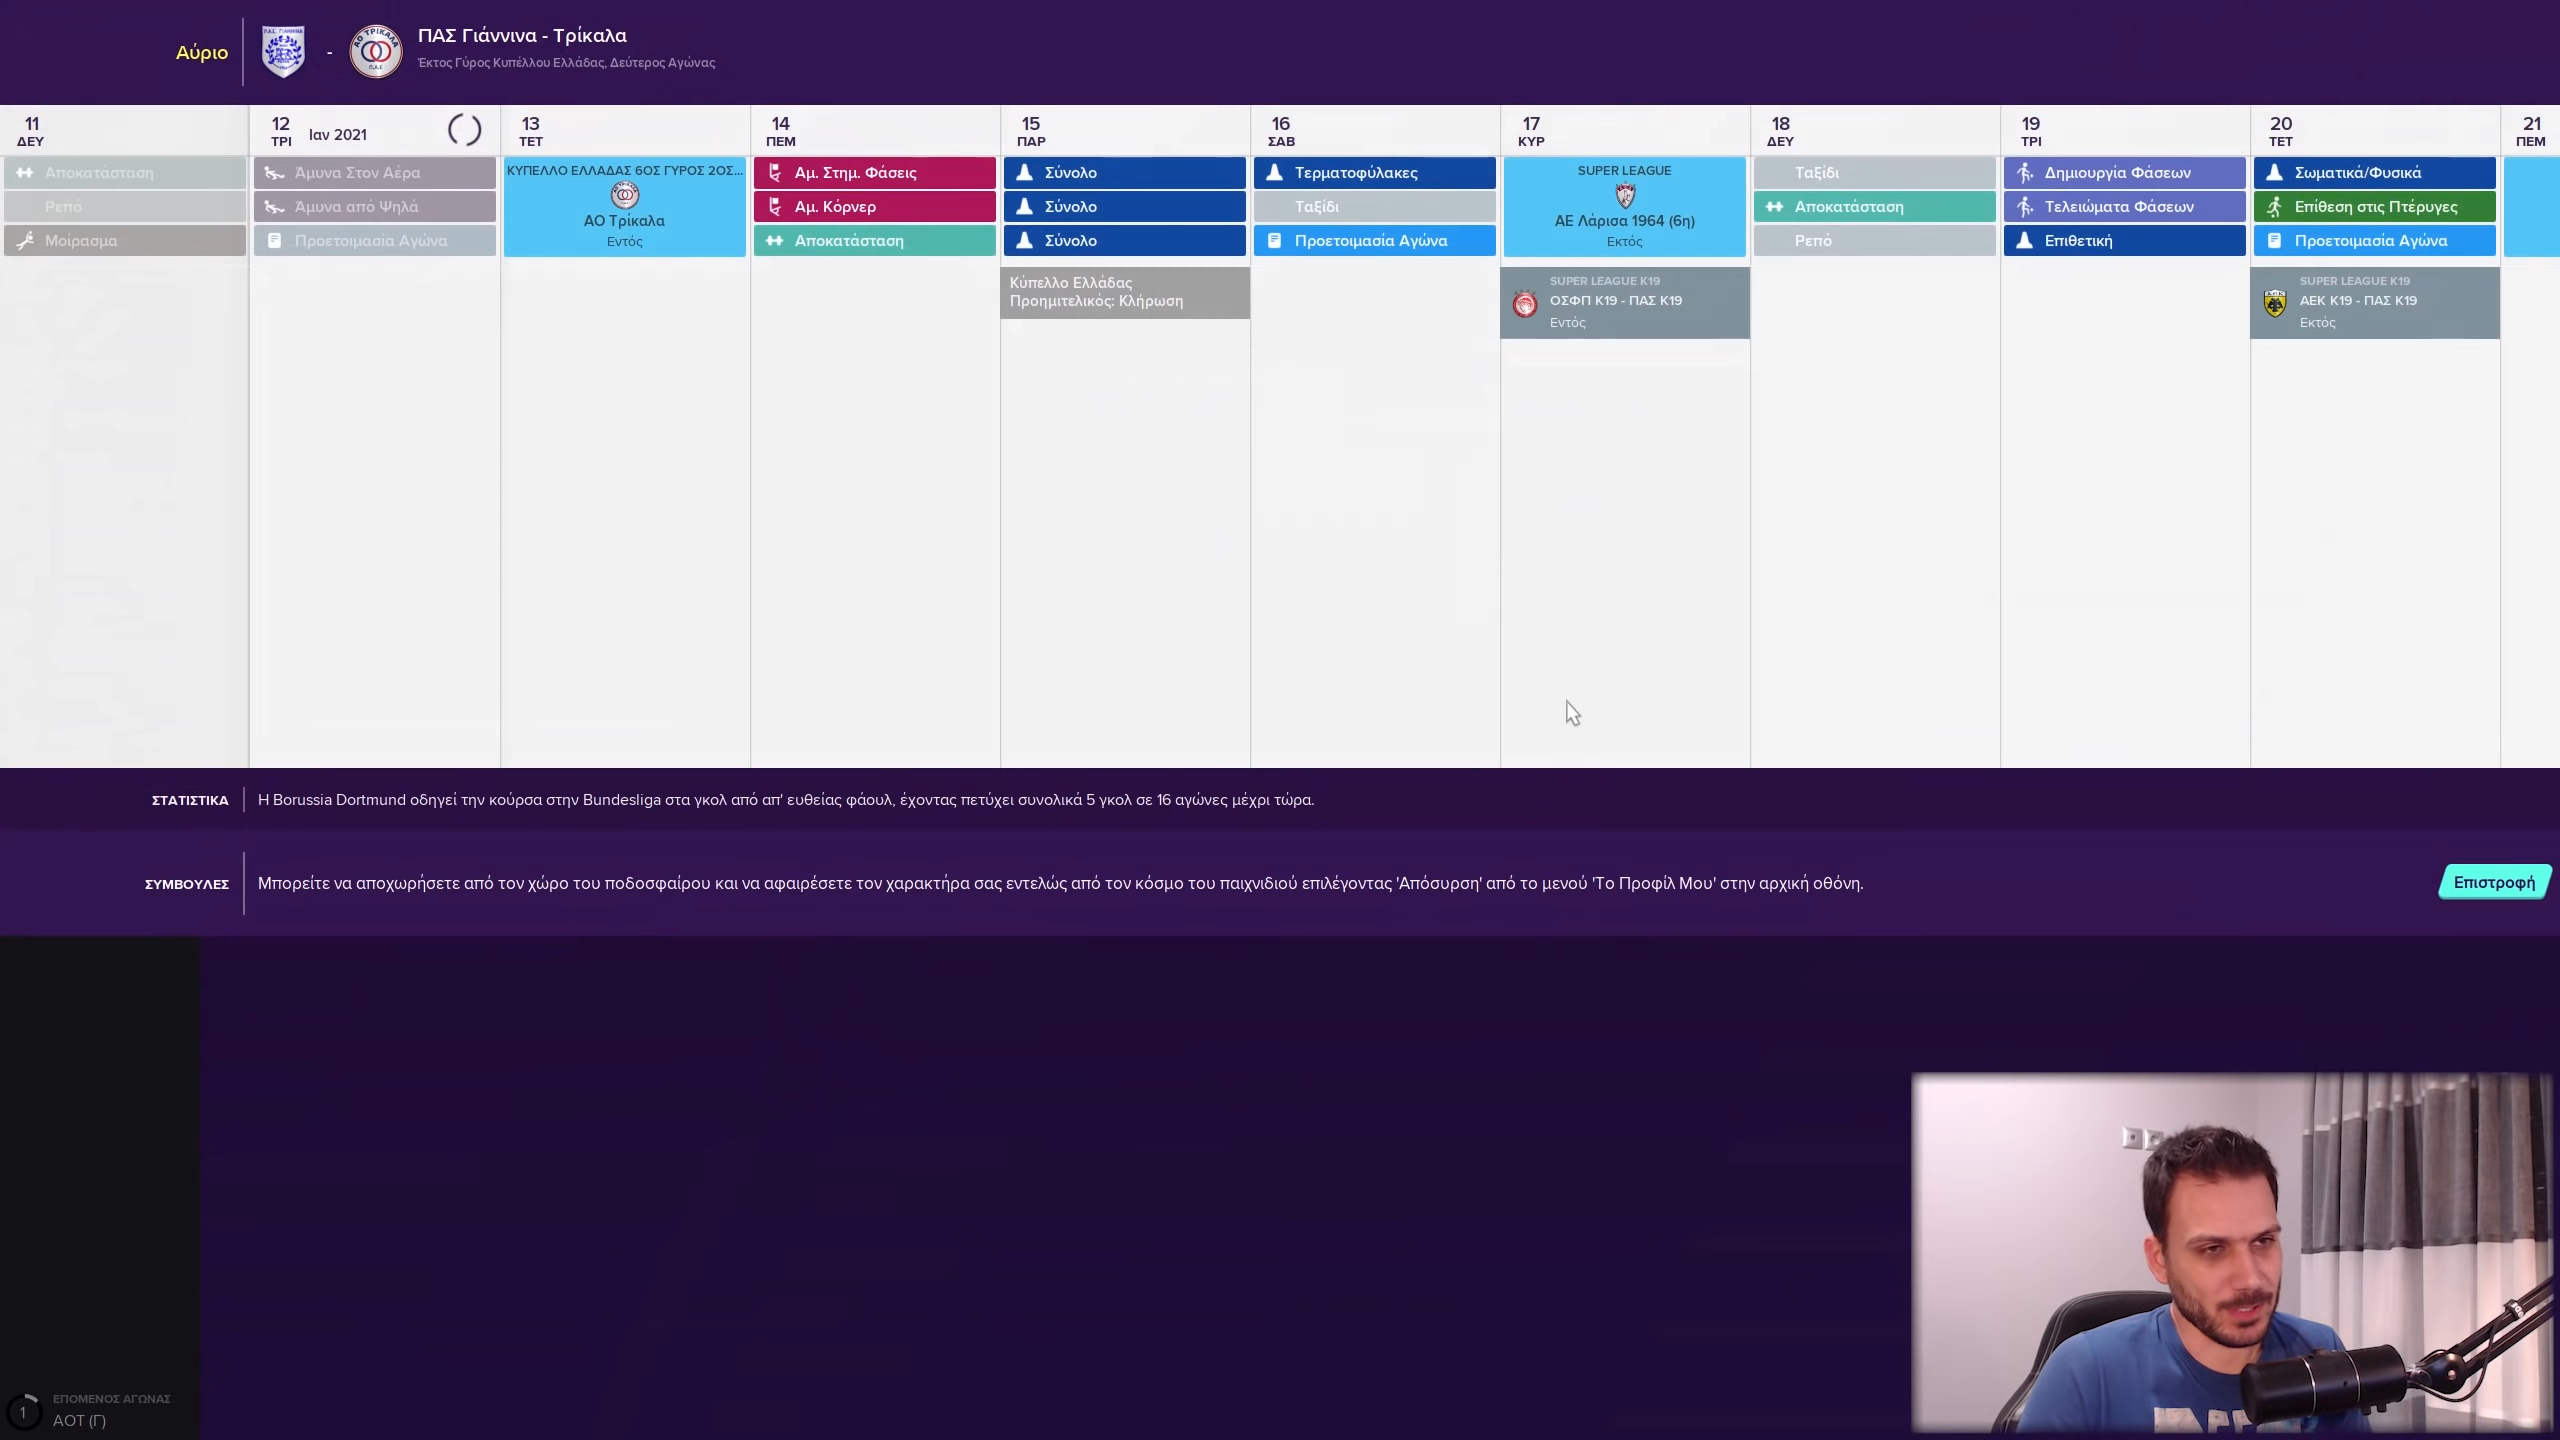 Αύριο
-
ΠΑΣ Γιάννινα - Τρίκαλα
Έκτος Γύρος Κυπέλλου Ελλάδας, Δεύτερος Αγώνας
11
ΔΕΥ
12
ΤΡΙ
Ιαν 2021
13
ΤΕΤ
14
ΠΕΜ
15
ΠΑΡ
16
ΣΑΒ
17
ΚΥΡ
18
ΔΕΥ
19
ΤΡΙ
20
ΤΕΤ
21
ΠΕΜ
Αποκατάσταση
Ρεπό
Μοίρασμα
Άμυνα Στον Αέρα
Άμυνα από Ψηλά
Προετοιμασία Αγώνα
ΚΥΠΕΛΛΟ ΕΛΛΑΔΑΣ 6ΟΣ ΓΥΡΟΣ 2ΟΣ...
ΑΟ Τρίκαλα
Εντός
Αμ. Στημ. Φάσεις
Αμ. Κόρνερ
Αποκατάσταση
Σύνολο
Σύνολο
Σύνολο
Κύπελλο Ελλάδας
Προημιτελικός: Κλήρωση
Τερματοφύλακες
Ταξίδι
Προετοιμασία Αγώνα
SUPER LEAGUE
ΑΕ Λάρισα 1964 (6η)
Εκτός
SUPER LEAGUE K19
ΟΣΦΠ Κ19 - ΠΑΣ Κ19
Εντός
Ταξίδι
Αποκατάσταση
Ρεπό
Δημιουργία Φάσεων
Τελειώματα Φάσεων
Επιθετική
Σωματικά/Φυσικά
Επίθεση στις Πτέρυγες
Προετοιμασία Αγώνα
SUPER LEAGUE K19
ΑΕΚ Κ19 - ΠΑΣ Κ19
Εκτός
ΣΤΑΤΙΣΤΙΚΑ
Η Borussia Dortmund οδηγεί την κούρσα στην Bundesliga στα γκολ από απ' ευθείας φάουλ, έχοντας πετύχει συνολικά 5 γκολ σε 16 αγώνες μέχρι τώρα.
ΣΥΜΒΟΥΛΕΣ
Μπορείτε να αποχωρήσετε από τον χώρο του ποδοσφαίρου και να αφαιρέσετε τον χαρακτήρα σας εντελώς από τον κόσμο του παιχνιδιού επιλέγοντας 'Απόσυρση' από το μενού 'Το Προφίλ Μου' στην αρχική οθόνη.
Επιστροφή
1
ΕΠΟΜΕΝΟΣ ΑΓΩΝΑΣ
ΑΟΤ (Γ)